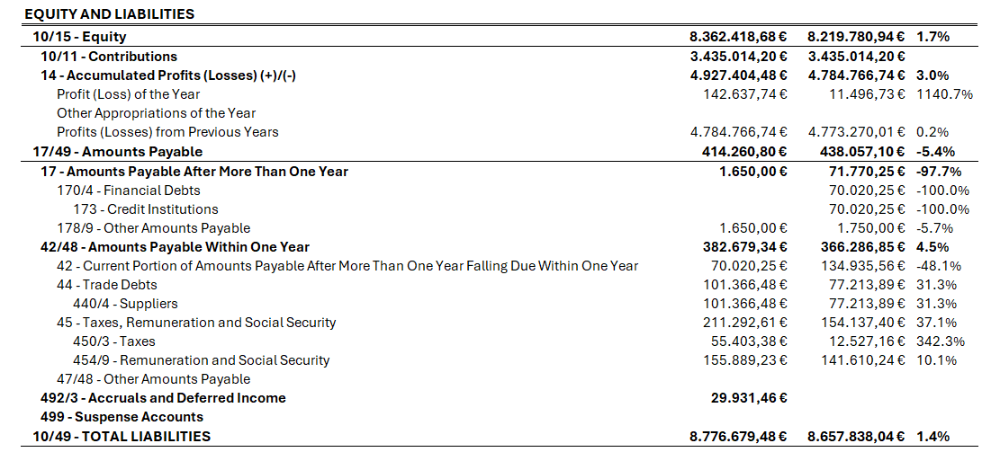 EQUITY AND LIABILITIES
10/15 - Equity 8.362.418,68 € 8.219.780,94 € 1.7%
10/11 - Contributions 3.435.014,20 € 3.435.014,20 €
14 - Accumulated Profits (Losses) (+)/(-) 4.927.404,48 € 4.784.766,74 € 3.0%
Profit (Loss) of the Year 142.637,74 € 11.496,73 € 1140.7%
Other Appropriations of the Year
Profits (Losses) from Previous Years 4.784.766,74 € 4.773.270,01 € 0.2%
17/49 - Amounts Payable 414.260,80 € 438.057,10 € -5.4%
17 - Amounts Payable After More Than One Year 1.650,00 € 71.770,25 € -97.7%
170/4 - Financial Debts 70.020,25 € -100.0%
173 - Credit Institutions 70.020,25 € -100.0%
178/9 - Other Amounts Payable 1.650,00 € 1.750,00 € -5.7%
42/48 - Amounts Payable Within One Year 382.679,34 € 366.286,85 € 4.5%
42 - Current Portion of Amounts Payable After More Than One Year Falling Due Within One Year 70.020,25 € 134.935,56 € -48.1%
44 - Trade Debts 101.366,48 € 77.213,89 € 31.3%
440/4 - Suppliers 101.366,48 € 77.213,89 € 31.3%
45 - Taxes, Remuneration and Social Security 211.292,61 € 154.137,40 € 37.1%
450/3 - Taxes 55.403,38 € 12.527,16 € 342.3%
454/9 - Remuneration and Social Security 155.889,23 € 141.610,24 € 10.1%
47/48 - Other Amounts Payable
492/3 - Accruals and Deferred Income 29.931,46 €
499 - Suspense Accounts
10/49 - TOTAL LIABILITIES 8.776.679,48 € 8.657.838,04 € 1.4%